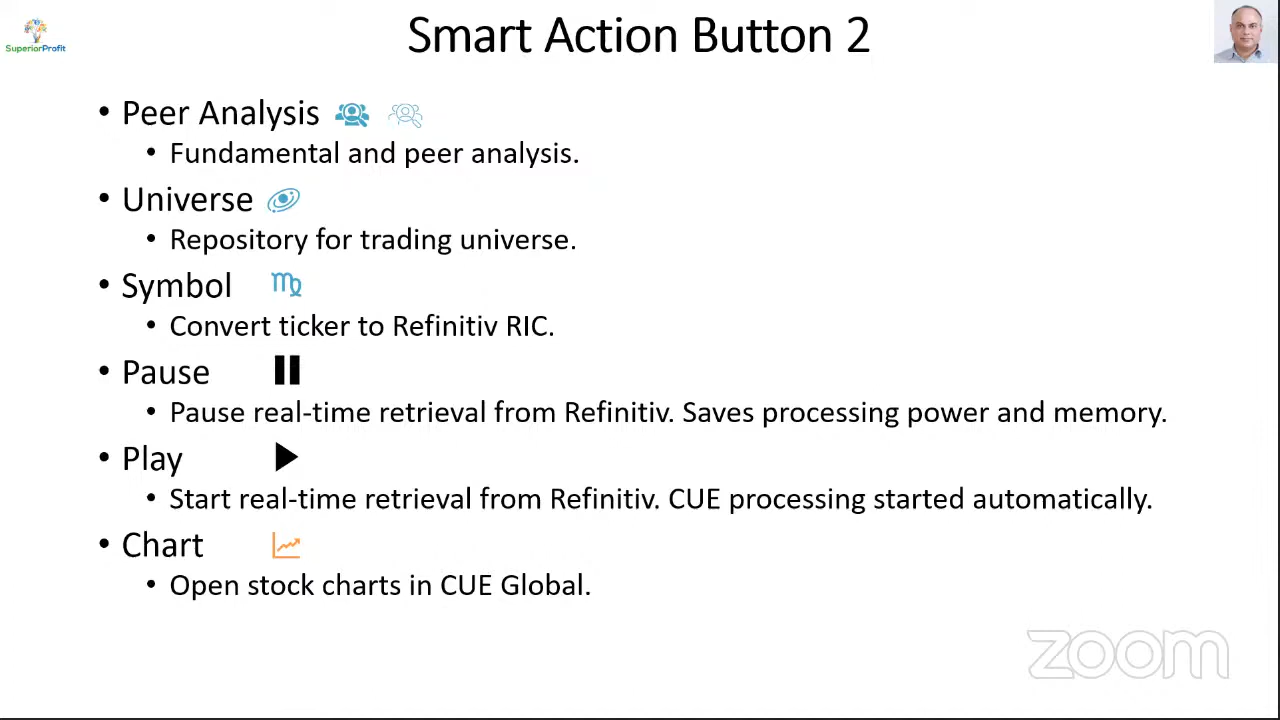 SuperiorProfit
Smart Action Button 2
• Peer Analysis
• Fundamental and peer analysis.
• Universe
• Repository for trading universe.
• Symbol
• Convert ticker to Refinitiv RIC.
• Pause
• Pause real-time retrieval from Refinitiv. Saves processing power and memory.
• Play
• Start real-time retrieval from Refinitiv. CUE processing started automatically.
• Chart
• Open stock charts in CUE Global.
zoom